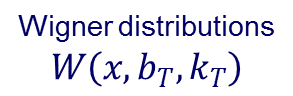 Wigner distributions
W(x, b_T, k_T)